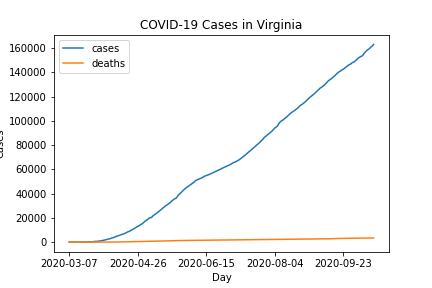 COVID-19 Cases in Virginia
cases
deaths
160000
140000
120000
100000
80000
60000
40000
20000
0
cases
2020-03-07 2020-04-26 2020-06-15 2020-08-04 2020-09-23
Day